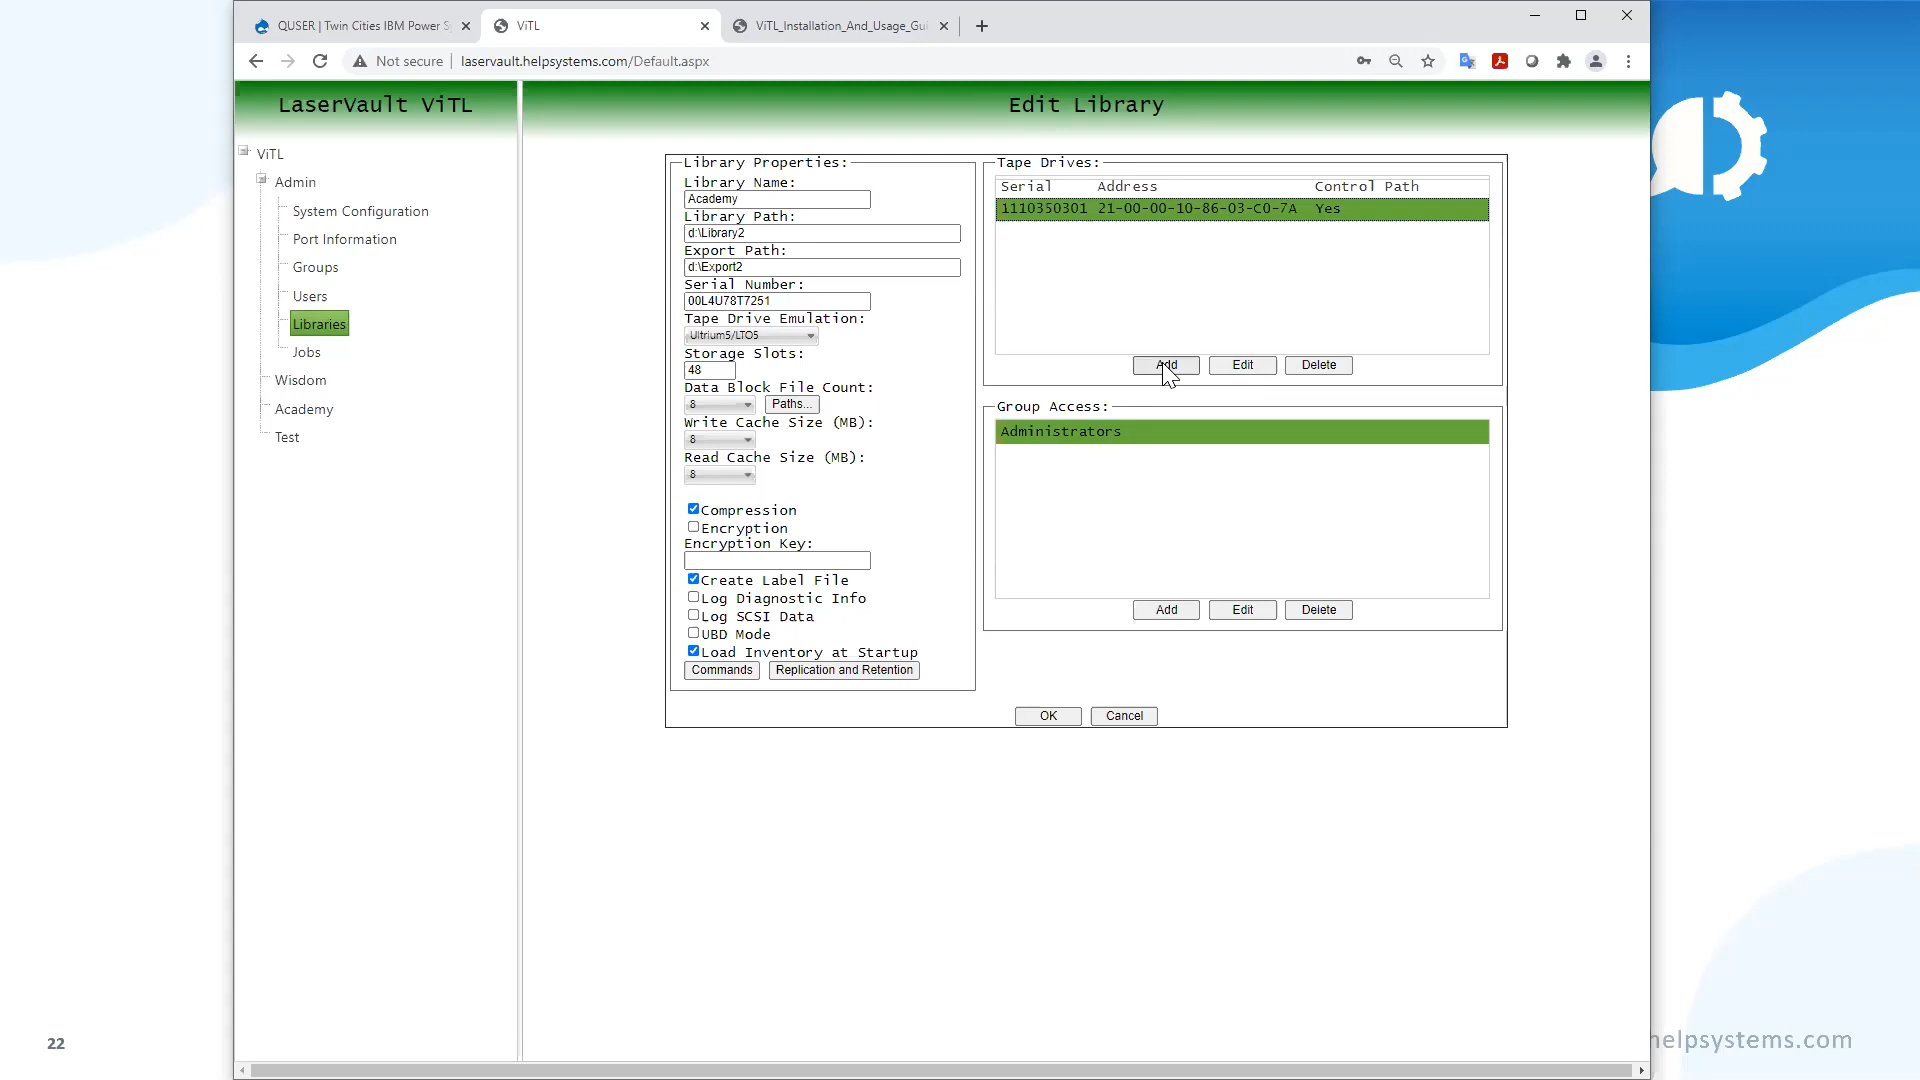 QUSER | Twin Cities IBM Power S
ViTL
ViTL_Installation_And_Usage_Gui
Not secure | laservault.helpsystems.com/Default.aspx
LaserVault ViTL
Edit Library
ViTL
Admin
System Configuration
Port Information
Groups
Users
Libraries
Jobs
Wisdom
Academy
Test
Library Properties:
Library Name:
Academy
Library Path:
d:\Library2
Export Path:
d:\Export2
Serial Number:
00L4U78T7251
Tape Drive Emulation:
Ultrium5/LTO5
Storage Slots:
48
Data Block File Count:
8 Paths...
Write Cache Size (MB):
8
Read Cache Size (MB):
8
Compression
Encryption
Encryption Key:
Create Label File
Log Diagnostic Info
Log SCSI Data
UBD Mode
Load Inventory at Startup
Commands Replication and Retention
Tape Drives:
Serial Address Control Path
1110350301 21-00-00-10-86-03-C0-7A Yes
Add Edit Delete
Group Access:
Administrators
Add Edit Delete
OK Cancel
22
helpsystems.com